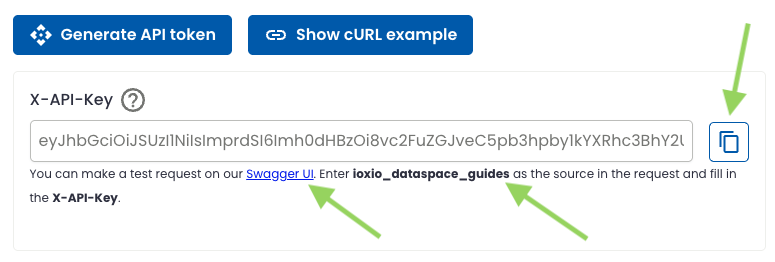 Generate API token
Show cURL example
X-API-Key
eyJhbGciOiJSUzI1NiIsImprdSI6Imh0dHBzOi8vc2FuZGJveC5pb3hpby1kYXRhc3BhY2U
You can make a test request on our Swagger UI. Enter ioxio_dataspace_guides as the source in the request and fill in
the X-API-Key.